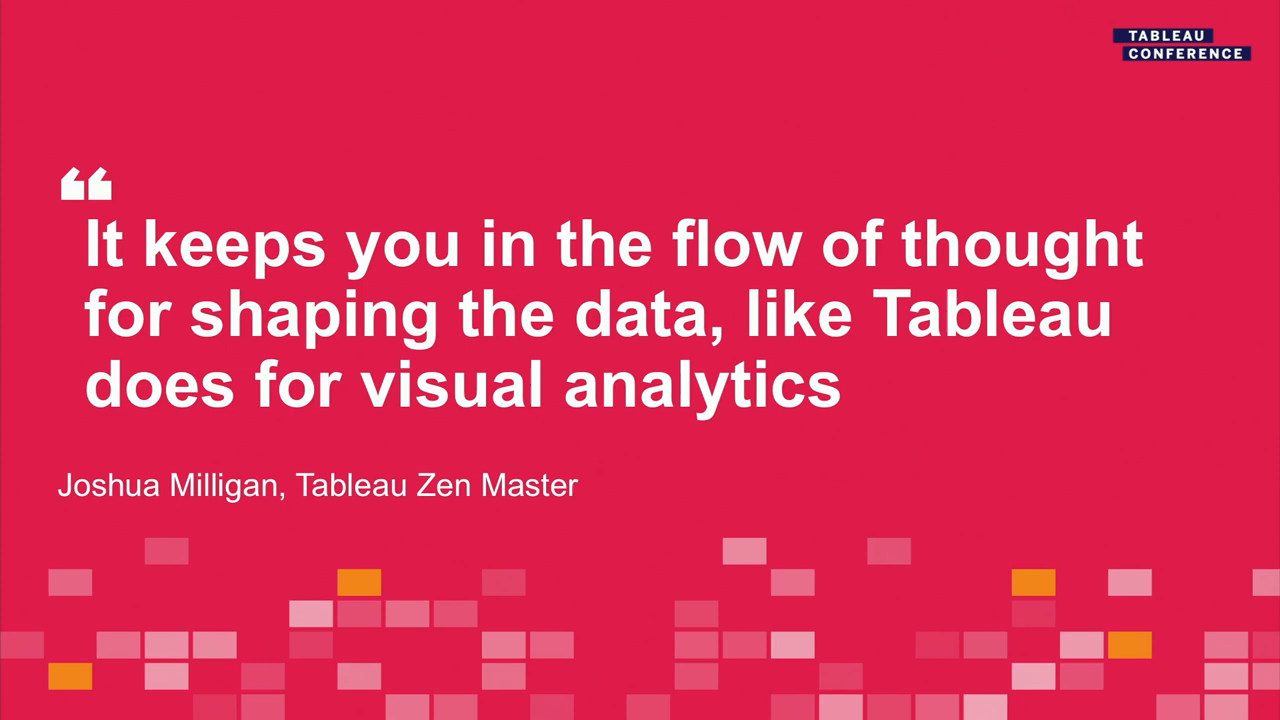 TABLEAU
CONFERENCE
“
It keeps you in the flow of thought
for shaping the data, like Tableau
does for visual analytics
Joshua Milligan, Tableau Zen Master